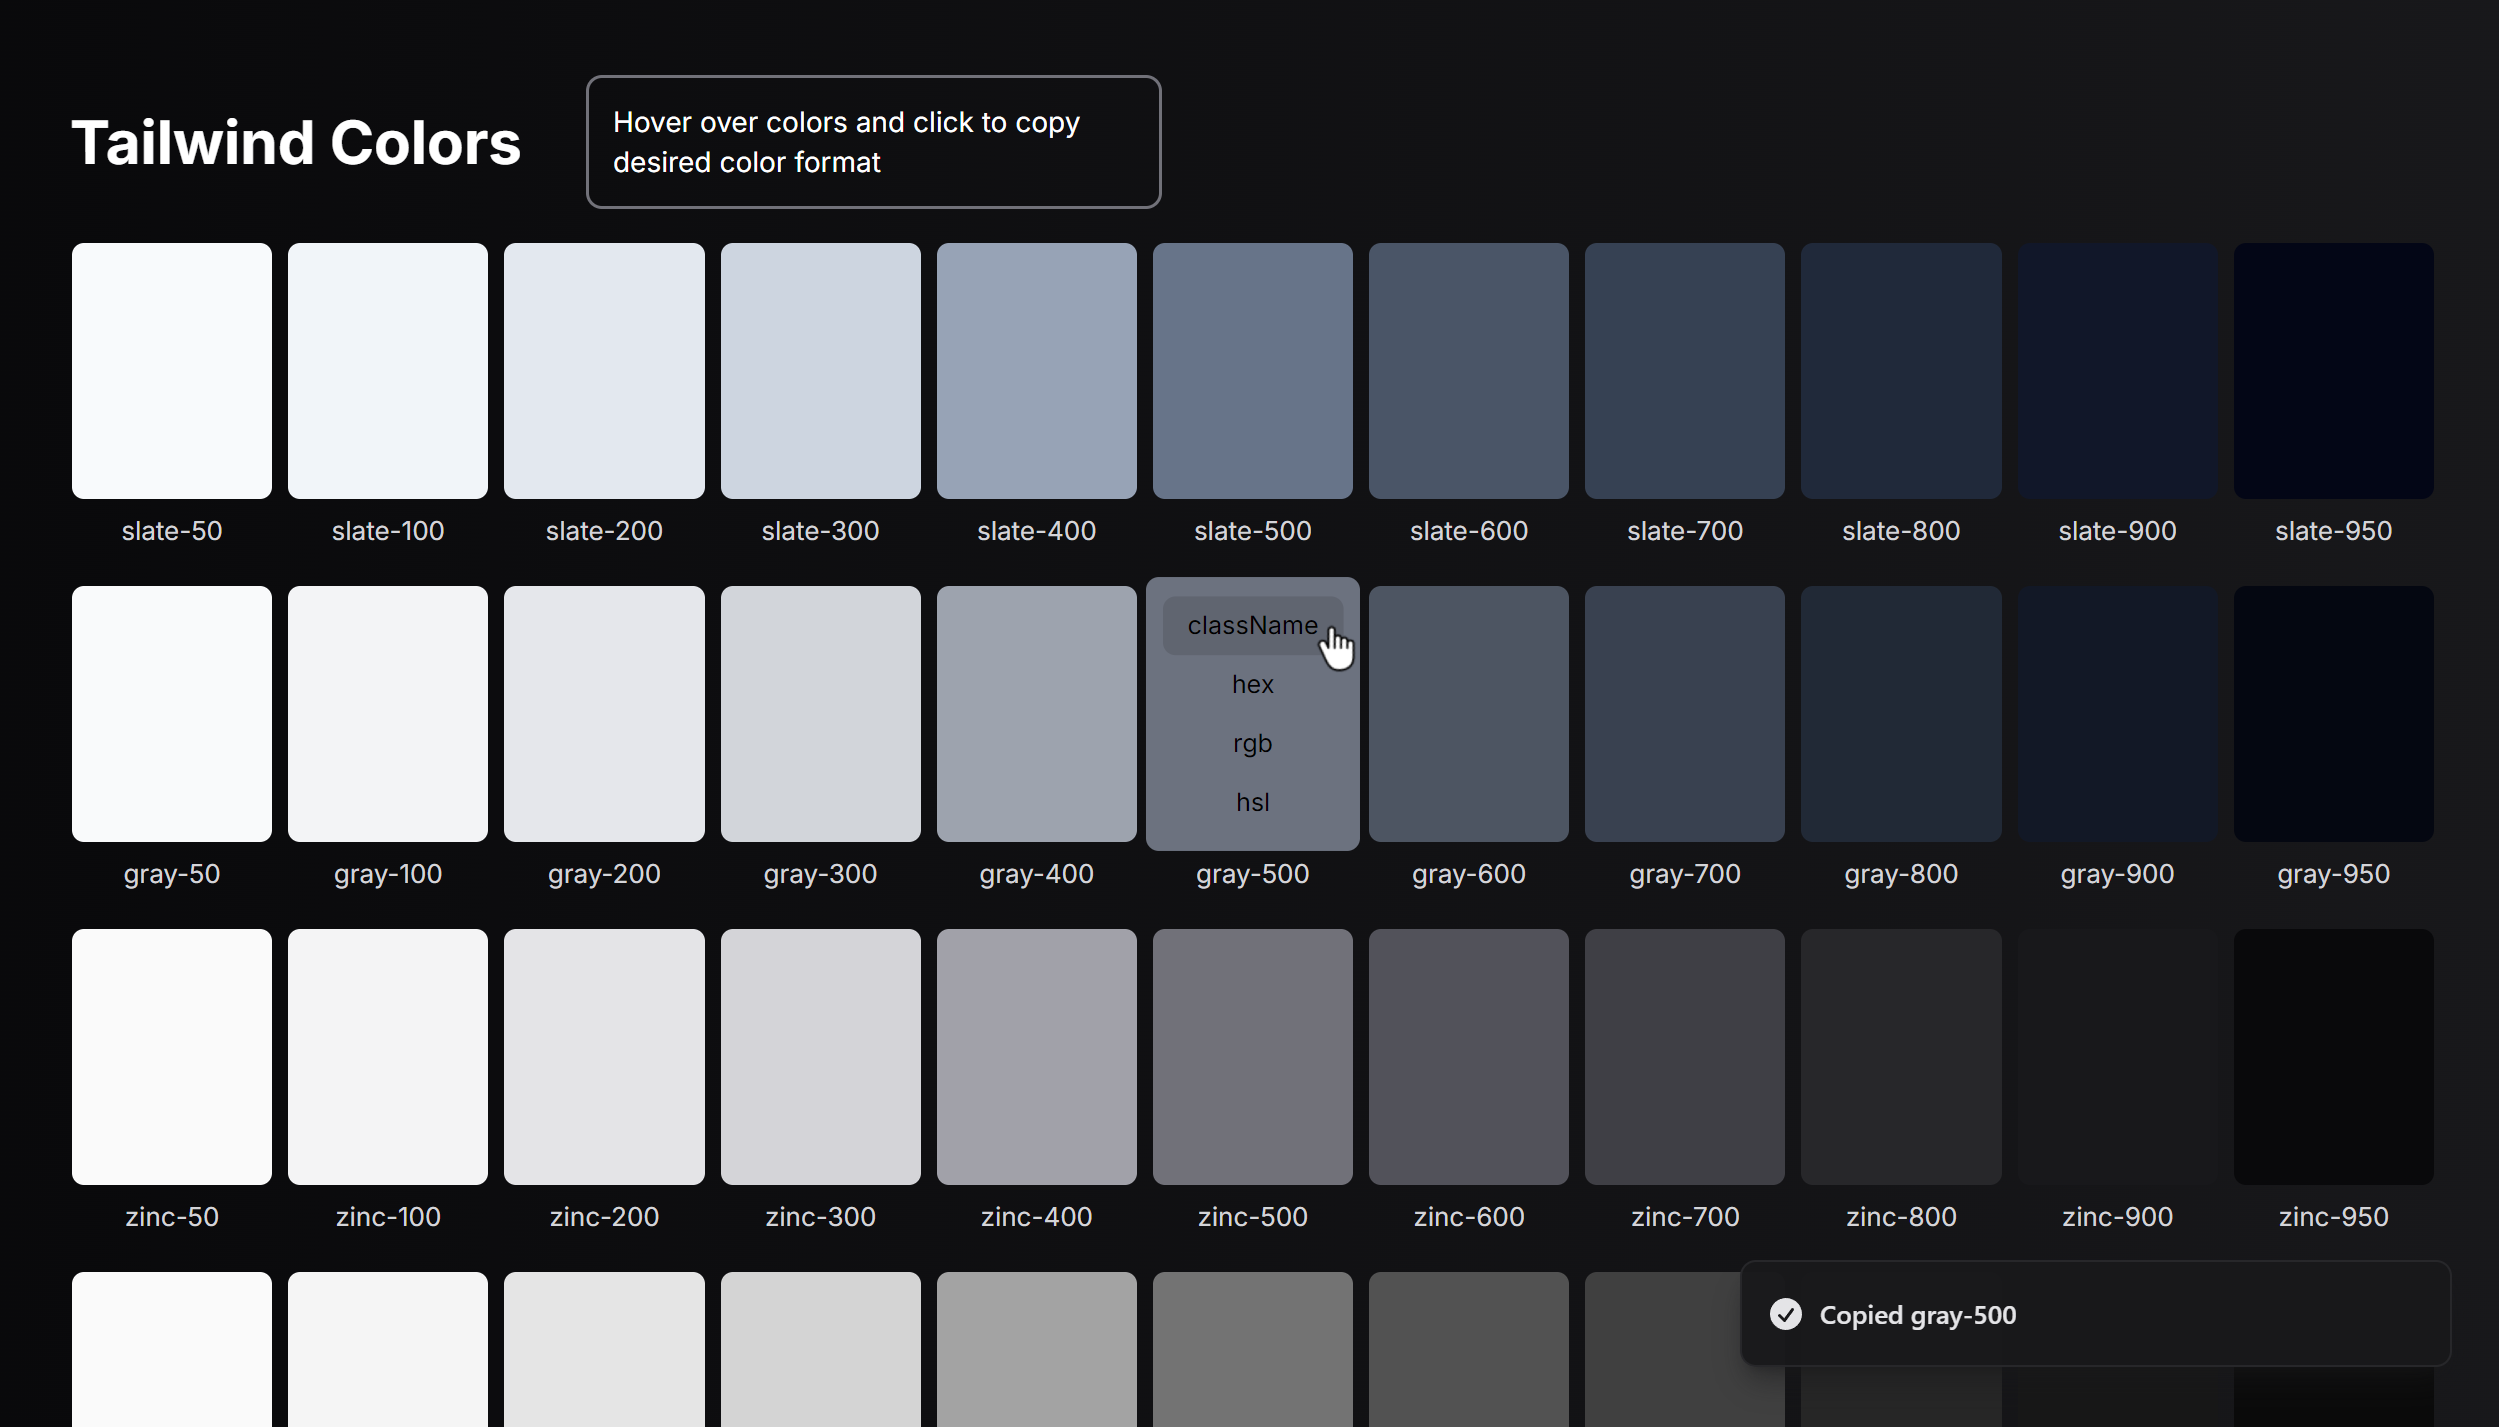 Tailwind Colors
Hover over colors and click to copy
desired color format
slate-50
slate-100
slate-200
slate-300
slate-400
slate-500
slate-600
slate-700
slate-800
slate-900
slate-950
className
hex
rgb
hsl
gray-50
gray-100
gray-200
gray-300
gray-400
gray-500
gray-600
gray-700
gray-800
gray-900
gray-950
zinc-50
zinc-100
zinc-200
zinc-300
zinc-400
zinc-500
zinc-600
zinc-700
zinc-800
zinc-900
zinc-950
Copied gray-500